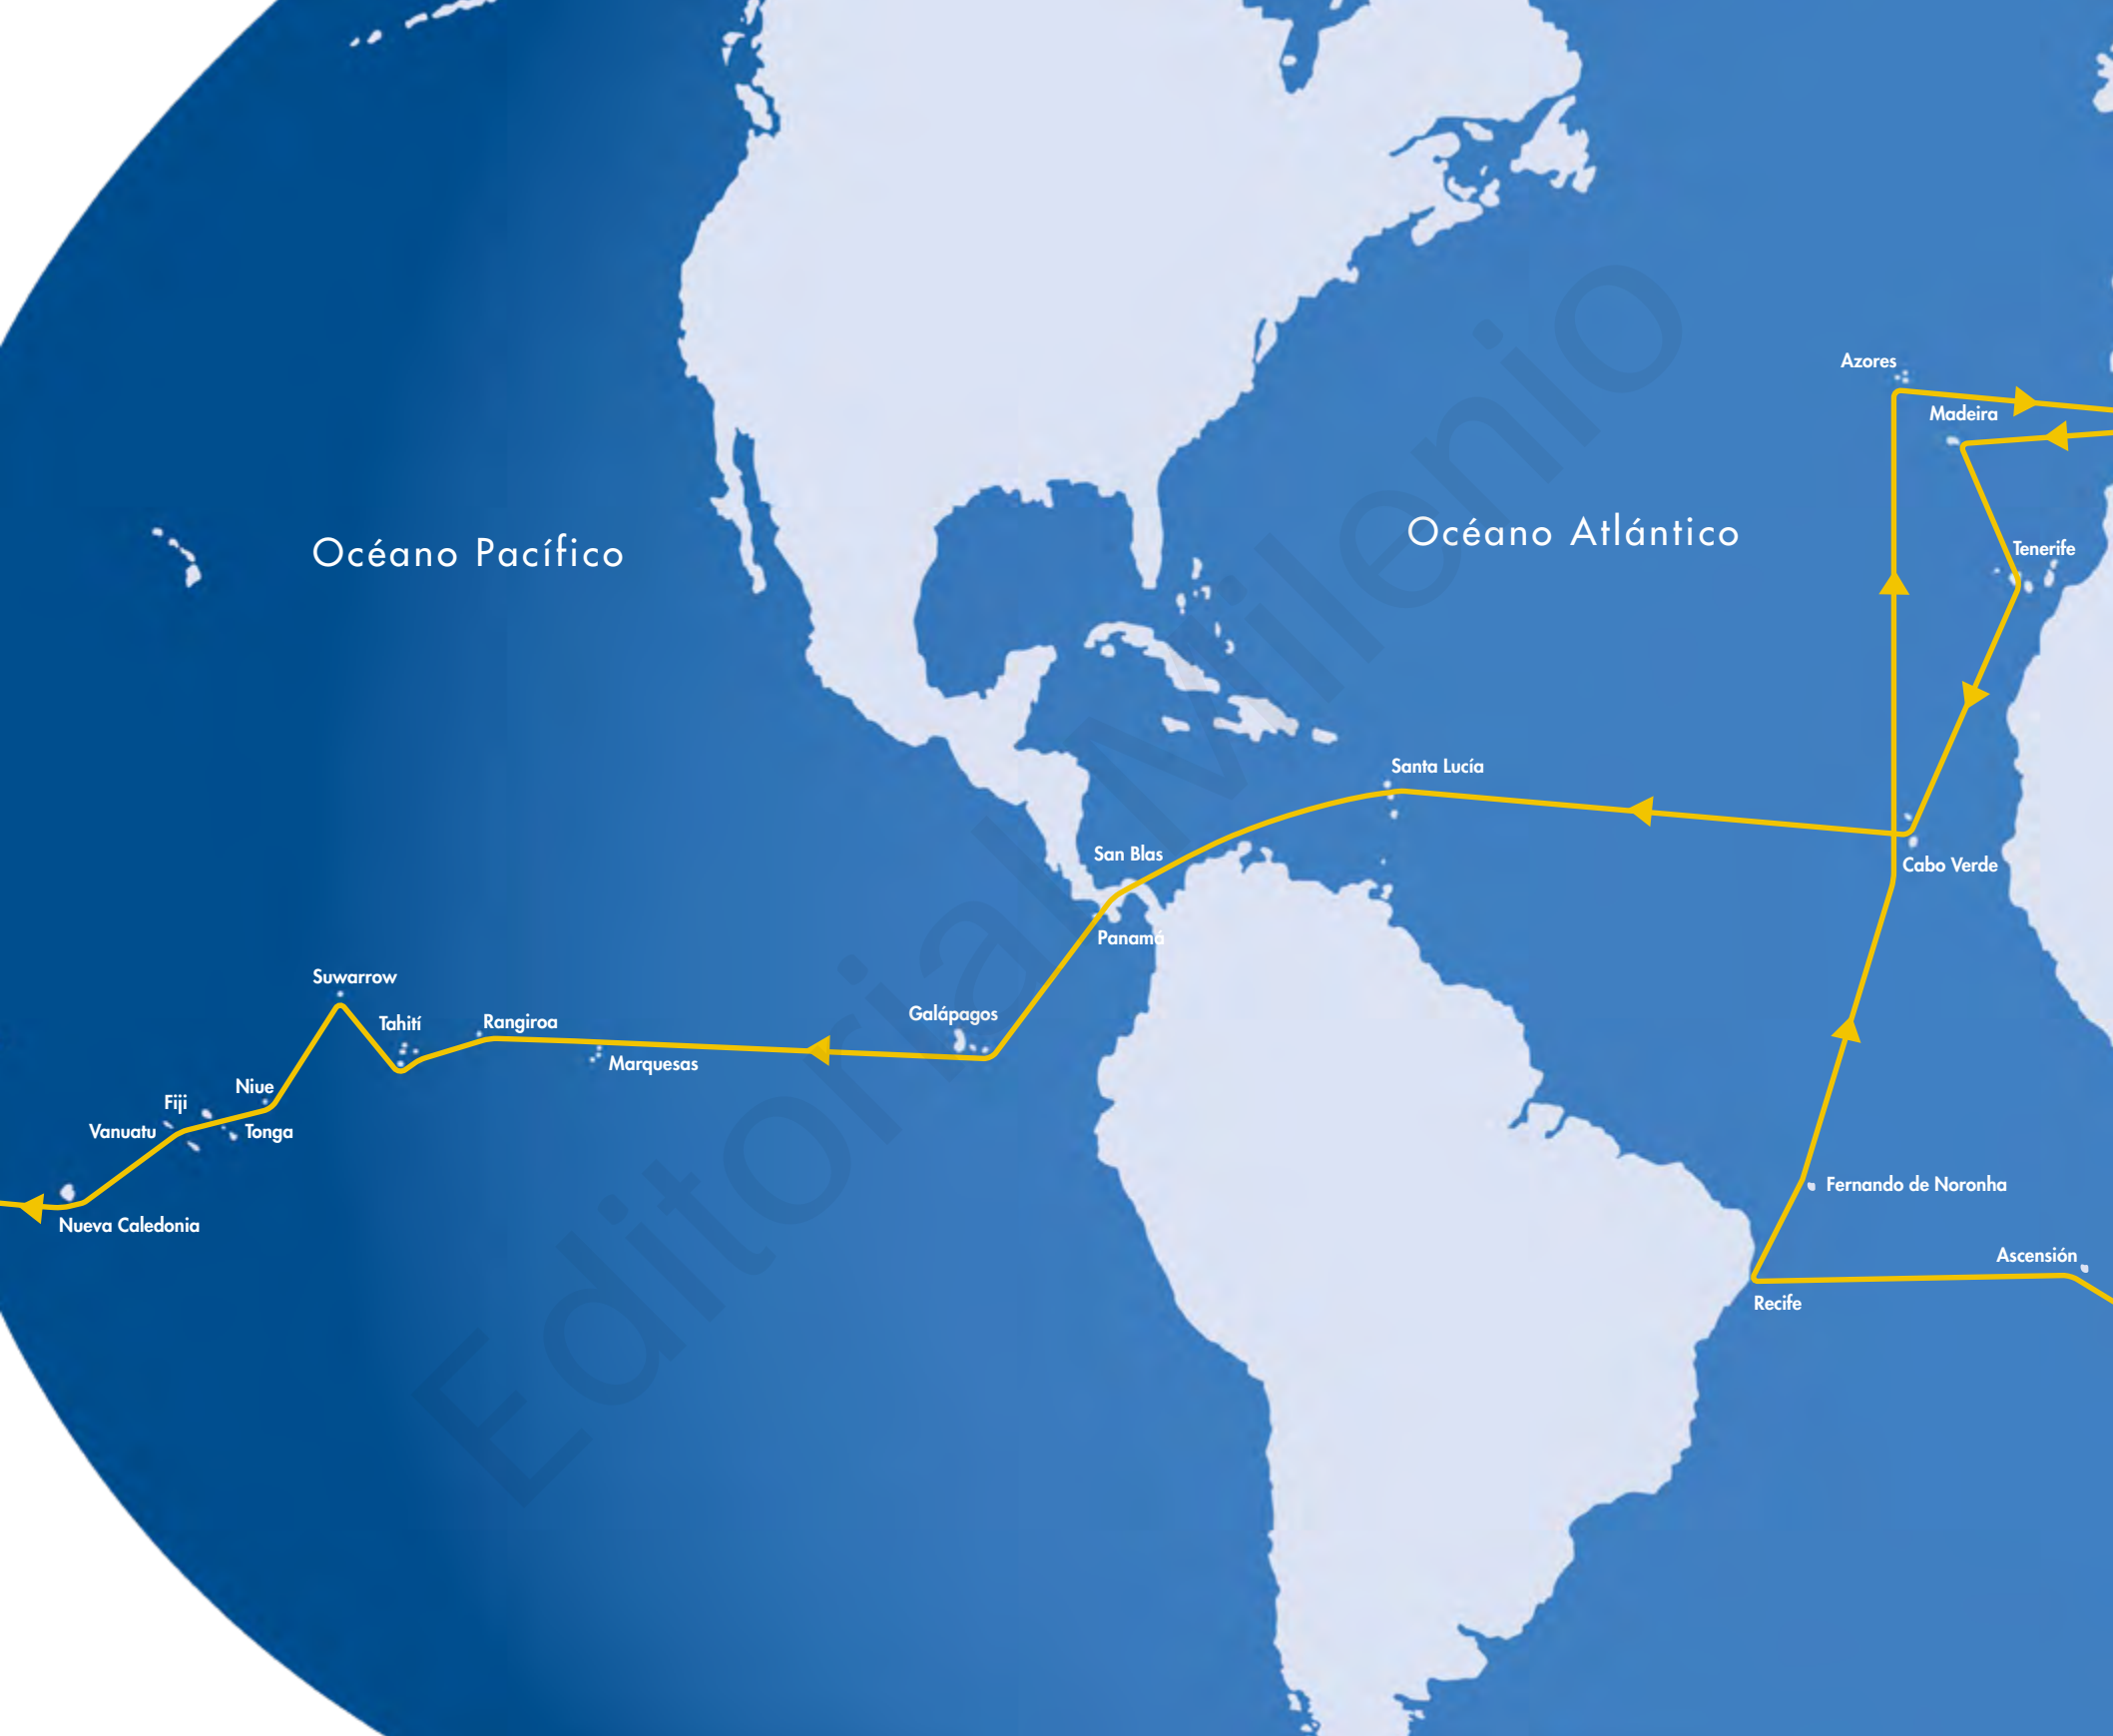 Azores
Madeira
Océano Pacífico
Océano Atlántico
Tenerife
Santa Lucía
San Blas
Cabo Verde
Panamá
Suwarrow
Tahití
Rangiroa
Galápagos
Marquesas
Niue
Fiji
Vanuatu
Tonga
Fernando de Noronha
Nueva Caledonia
Ascensión
Recife
Editorial Milenio